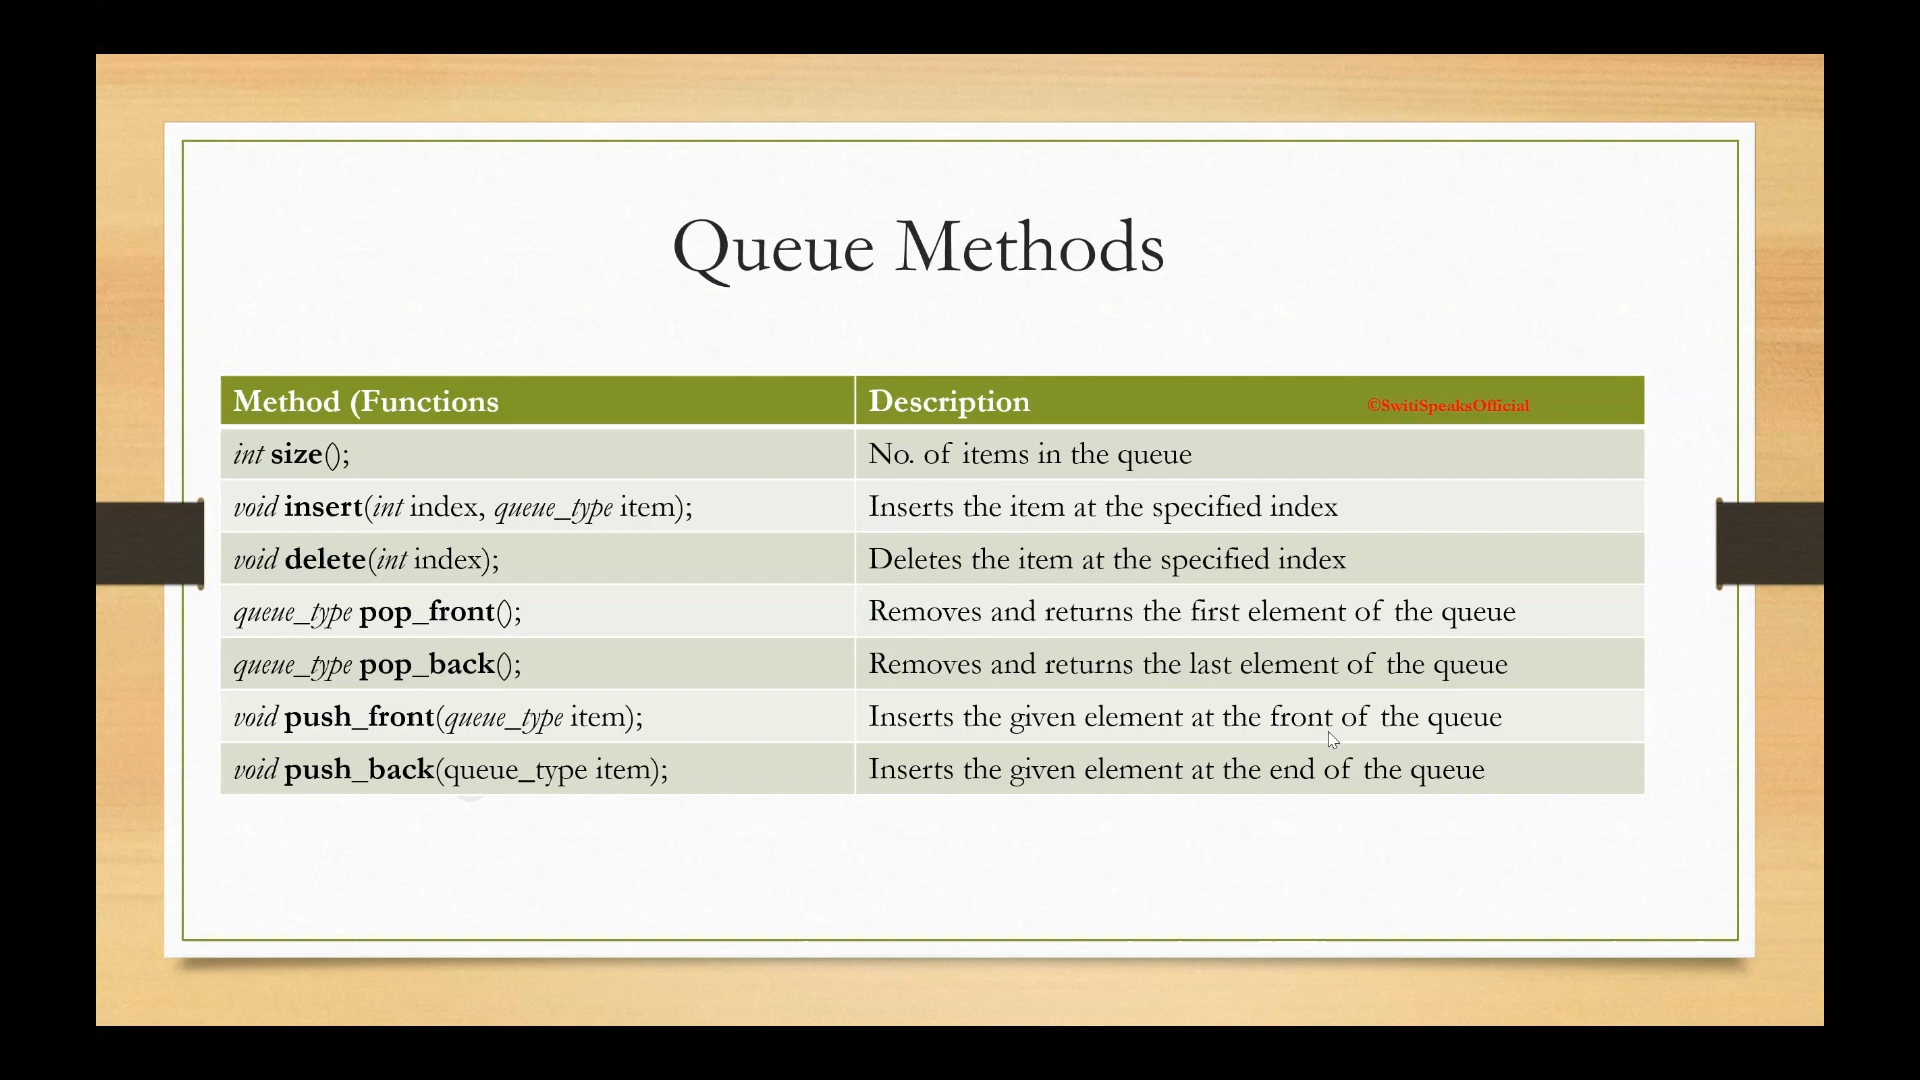 Queue Methods
Method (Functions Description ©SwitiSpeaksOfficial
int size(); No. of items in the queue
void insert(int index, queue_type item); Inserts the item at the specified index
void delete(int index); Deletes the item at the specified index
queue_type pop_front(); Removes and returns the first element of the queue
queue_type pop_back(); Removes and returns the last element of the queue
void push_front(queue_type item); Inserts the given element at the front of the queue
void push_back(queue_type item); Inserts the given element at the end of the queue